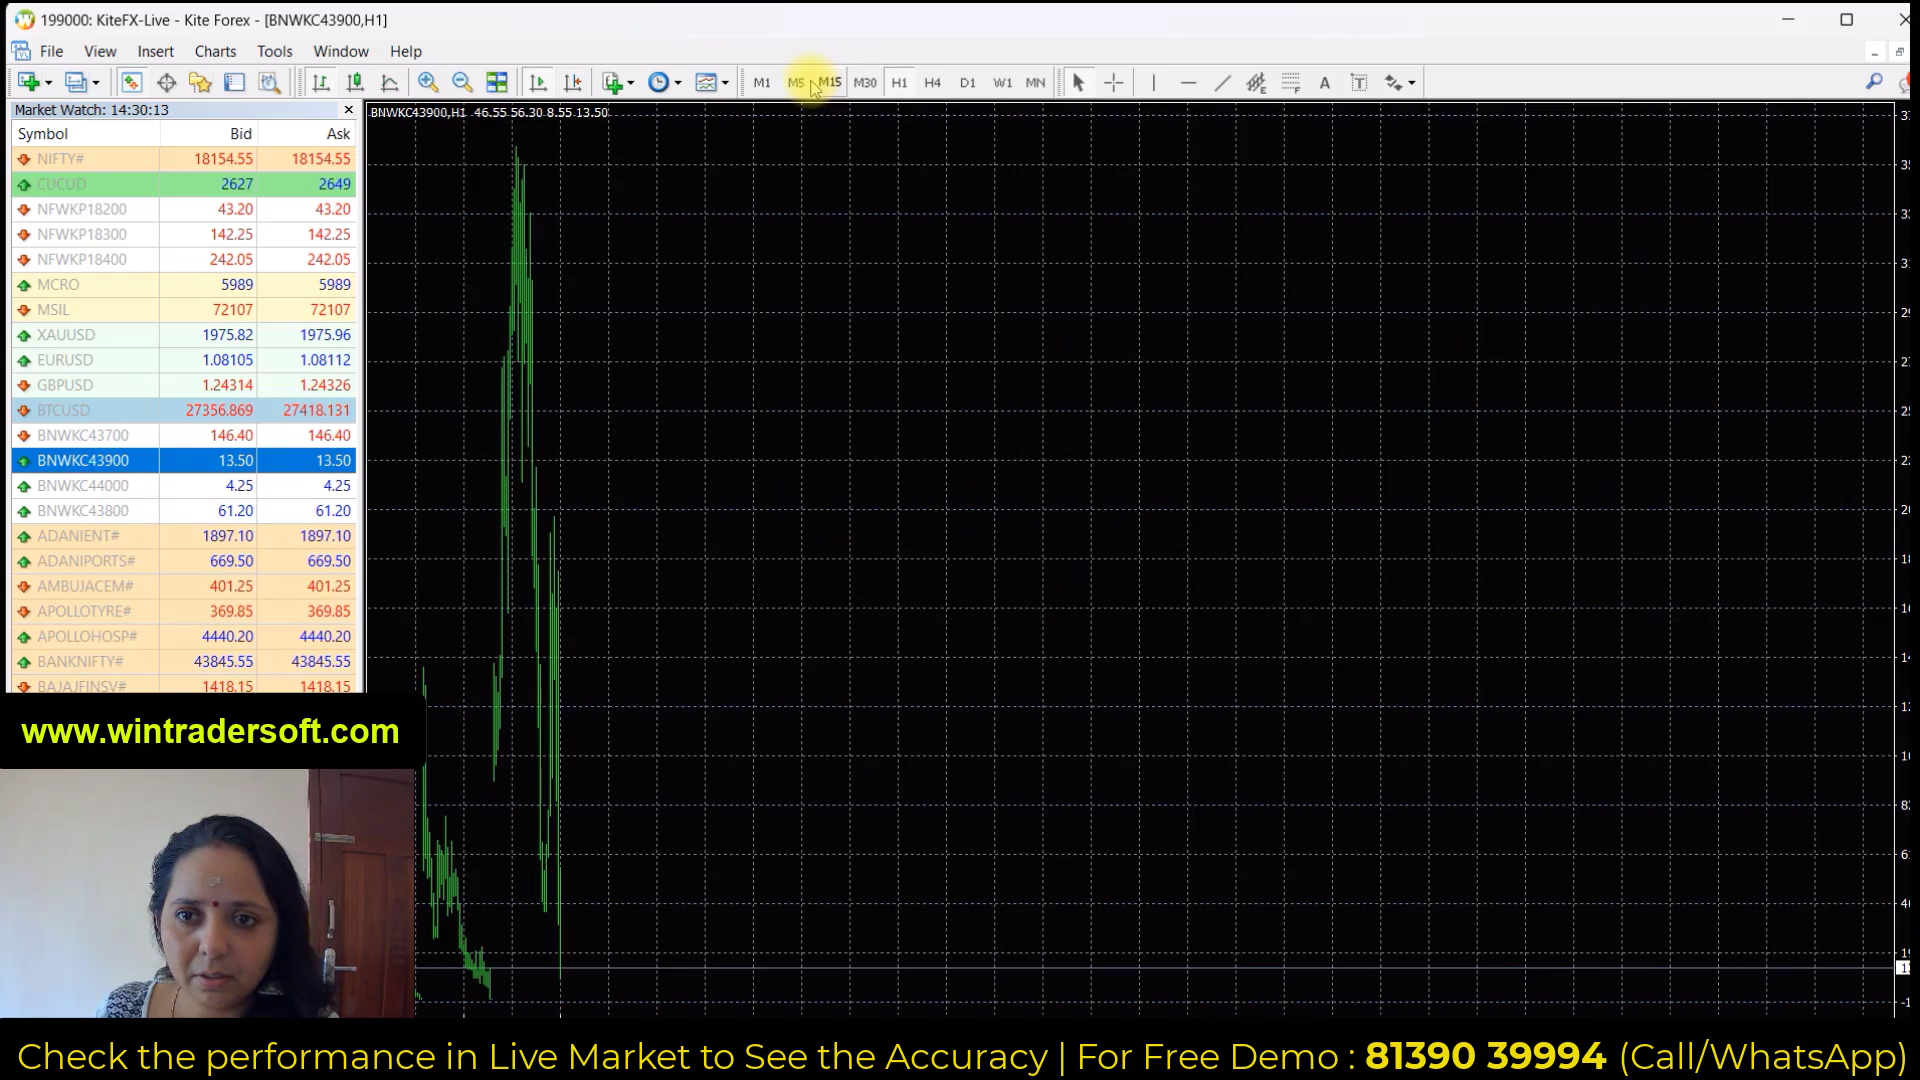 199000: KiteFX-Live - Kite Forex - [BNWKC43900,H1]
File View Insert Charts Tools Window Help
M1 M5 M15 M30 H1 H4 D1 W1 MN
A T
Market Watch: 14:30:13
Symbol Bid Ask
NIFTY# 18154.55 18154.55
CUCUD 2627 2649
NFWKP18200 43.20 43.20
NFWKP18300 142.25 142.25
NFWKP18400 242.05 242.05
MCRO 5989 5989
MSIL 72107 72107
XAUUSD 1975.82 1975.96
EURUSD 1.08105 1.08112
GBPUSD 1.24314 1.24326
BTCUSD 27356.869 27418.131
BNWKC43700 146.40 146.40
BNWKC43900 13.50 13.50
BNWKC44000 4.25 4.25
BNWKC43800 61.20 61.20
ADANIENT# 1897.10 1897.10
ADANIPORTS# 669.50 669.50
AMBUJACEM# 401.25 401.25
APOLLOTYRE# 369.85 369.85
APOLLOHOSP# 4440.20 4440.20
BANKNIFTY# 43845.55 43845.55
BAJAJFINSV# 1418.15 1418.15
BNWKC43900,H1 46.55 56.30 8.55 13.50
www.wintradersoft.com
Check the performance in Live Market to See the Accuracy | For Free Demo : 81390 39994 (Call/WhatsApp)